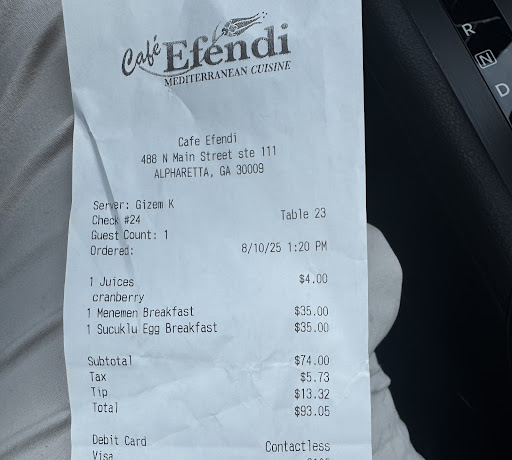 Café Efendi
MEDITERRANEAN CUISINE
Cafe Efendi
488 N Main Street ste 111
ALPHARETTA, GA 30009
Server: Gizem K
Check #24 Table 23
Guest Count: 1
Ordered: 8/10/25 1:20 PM
1 Juices $4.00
cranberry
1 Menemen Breakfast $35.00
1 Sucuklu Egg Breakfast $35.00
Subtotal $74.00
Tax $5.73
Tip $13.32
Total $93.05
Debit Card Contactless
Visa
R
N
D